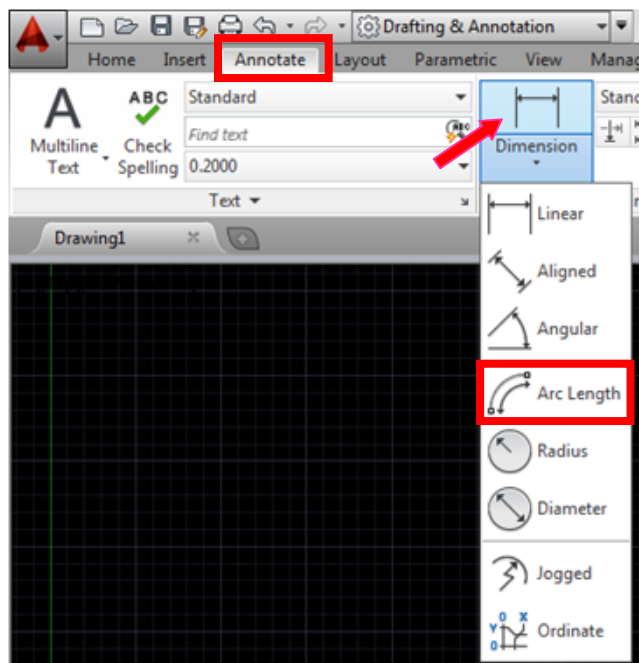 Drafting & Annotation
Home Insert Annotate Layout Parametric View Manag
ABC Standard Stanc
Find text
Multiline Text Check Spelling 0.2000 Dimension
Text
Drawing1
Linear
Aligned
Angular
Arc Length
Radius
Diameter
Jogged
Ordinate